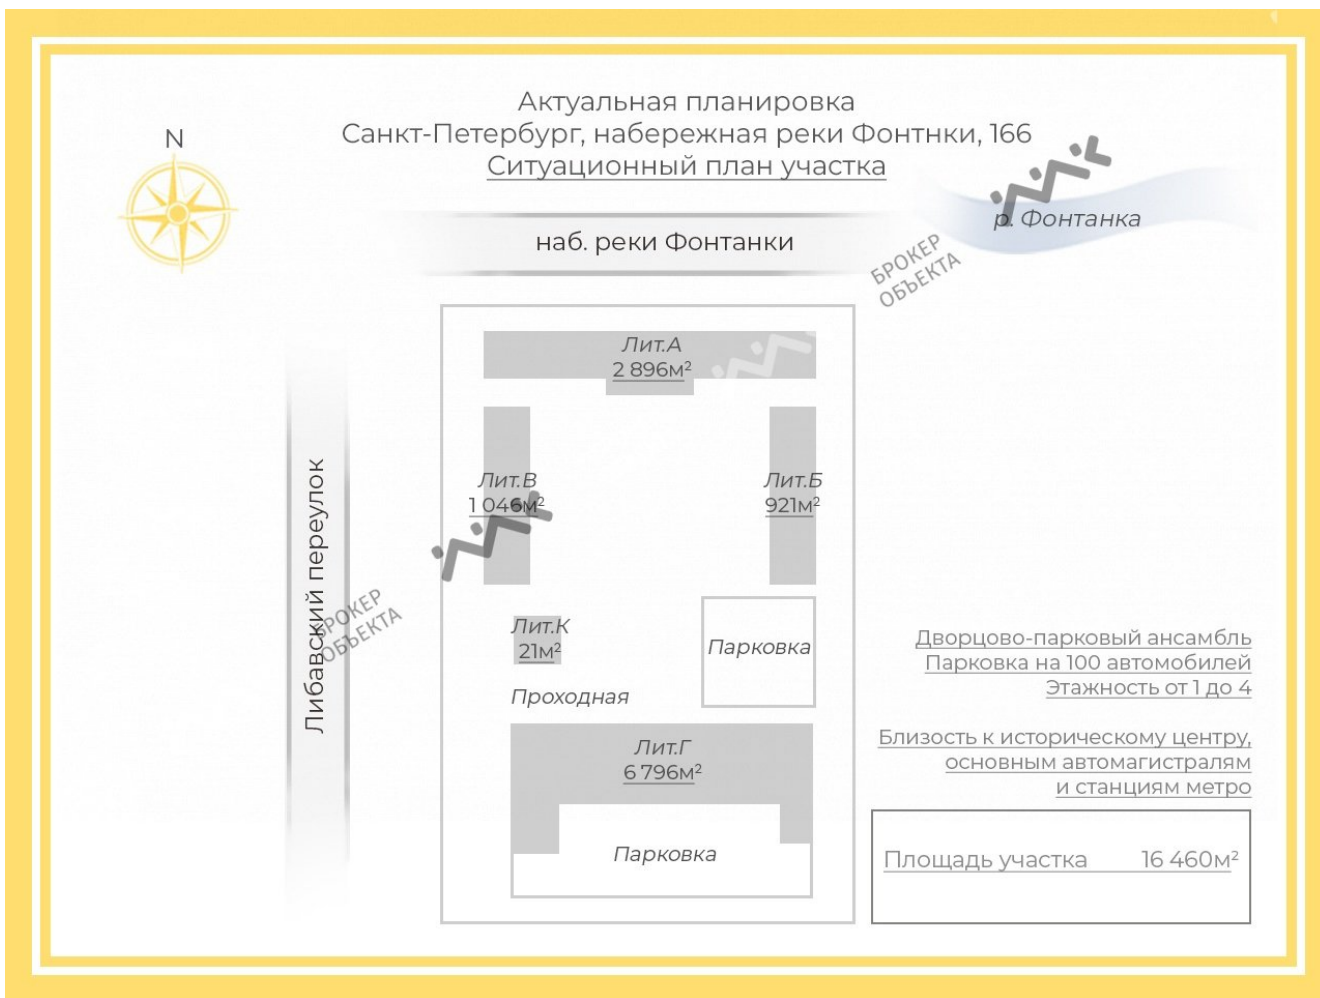 Актуальная планировка
Санкт-Петербург, набережная реки Фонтнки, 166
Ситуационный план участка
N
р. Фонтанка
наб. реки Фонтанки
БРОКЕР
ОБЪЕКТА
Лит.А
2 896м²
Лит.В
1 046м²
Лит.Б
921м²
Либавский переулок
БРОКЕР
ОБЪЕКТА
Лит.К
21м²
Парковка
Проходная
Лит.Г
6 796м²
Парковка
Дворцово-парковый ансамбль
Парковка на 100 автомобилей
Этажность от 1 до 4
Близость к историческому центру,
основным автомагистралям
и станциям метро
Площадь участка 16 460м²